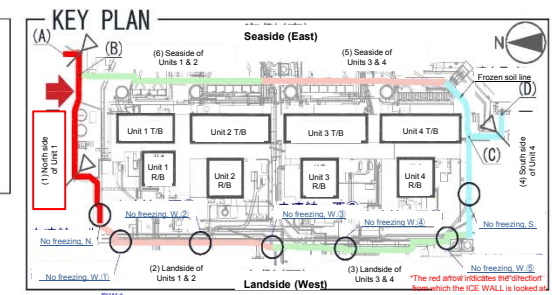 KEY PLAN
Seaside (East)
N
(A)
(B)
(6) Seaside of
Units 1 & 2
(5) Seaside of
Units 3 & 4
Frozen soil line
(D)
Unit 1 T/B
Unit 2 T/B
Unit 3 T/B
Unit 4 T/B
(C)
(1) North side
of Unit 1
(4) South side
of Unit 4
Unit 1
R/B
Unit 2
R/B
Unit 3
R/B
Unit 4
R/B
No freezing, W.②
No freezing, W.③
No freezing, W.④
No freezing, S.
No freezing, N.
No freezing, W.①
No freezing, W.⑤
(2) Landside of
Units 1 & 2
(3) Landside of
Units 3 & 4
Landside (West)
*The red arrow indicates the direction
from which the ICE WALL is looked at